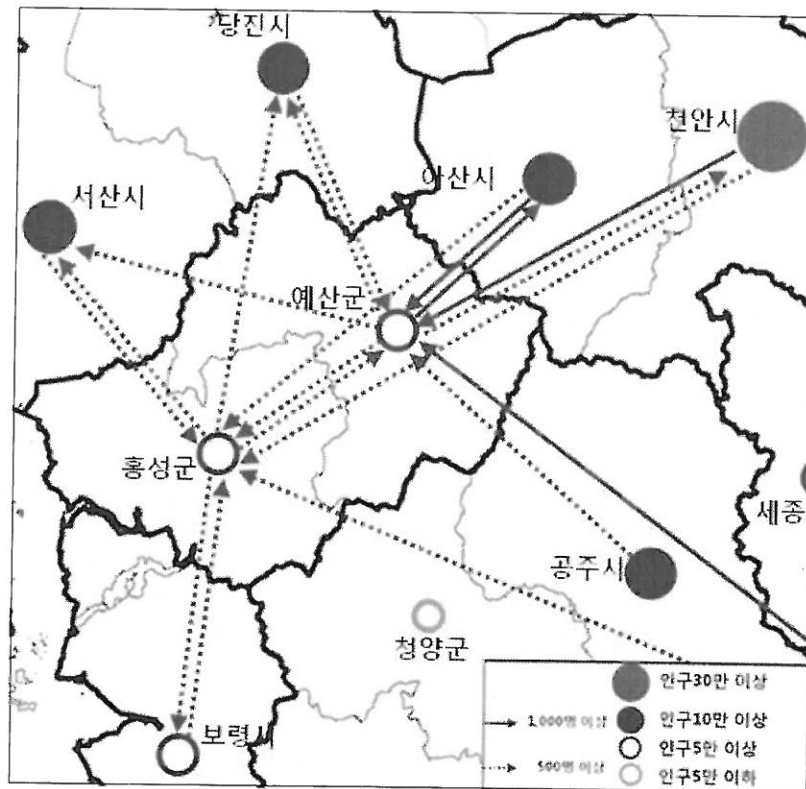 당진시
천안시
아산시
서산시
예산군
홍성군
세종
공주시
청양군
보령시
인구30만 이상
1,000명 이상
인구10만 이상
인구5만 이상
500명 이상
인구5만 이하